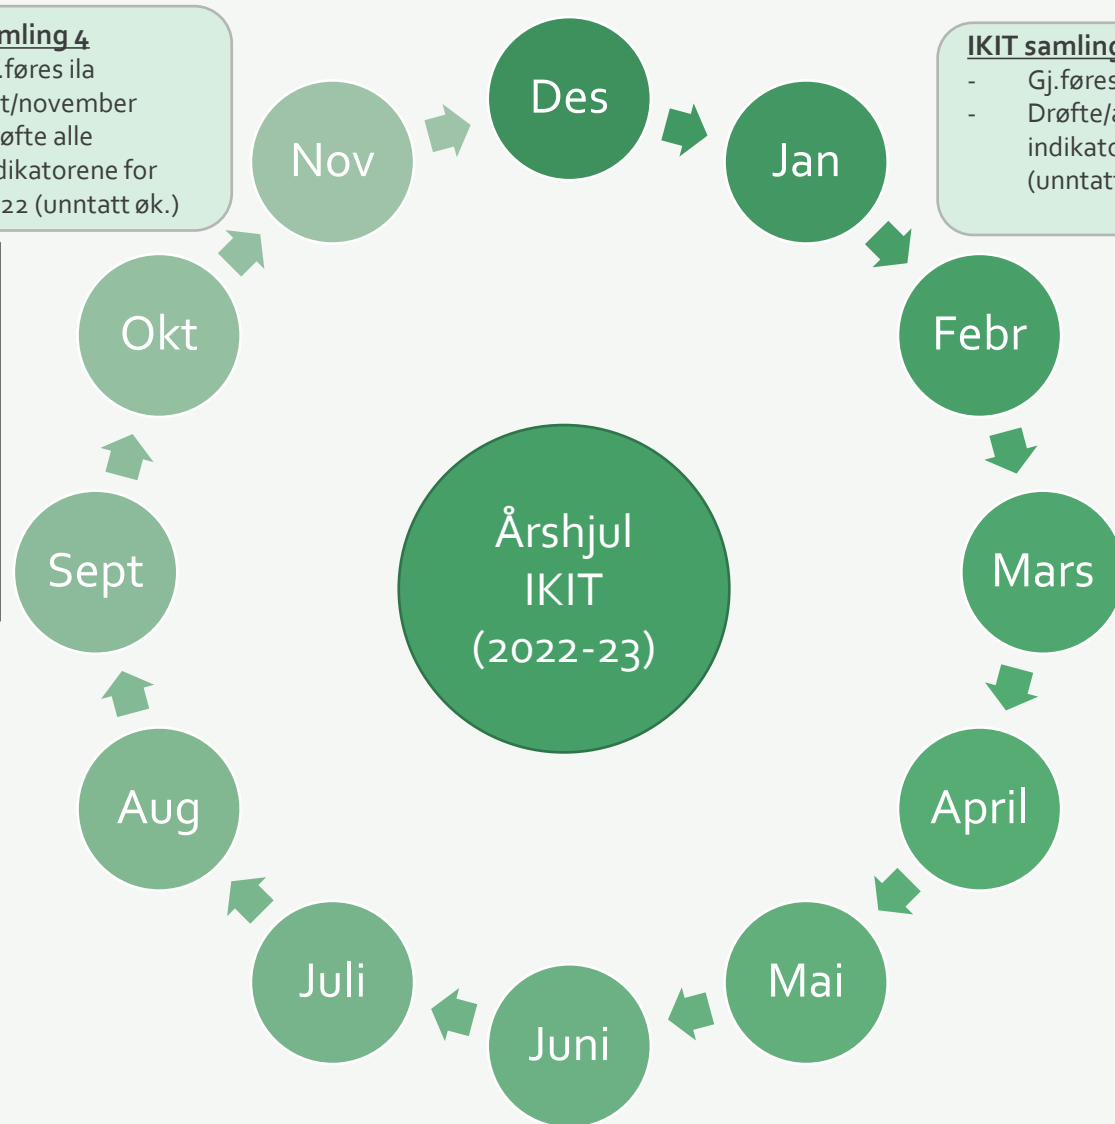 mling 4
.føres ila
t/november
øfte alle
dikatorene for
22 (unntatt øk.)
IKIT samling
- Gj.føres
- Drøfte/
indikato
(unntatt
Des
Jan
Febr
Mars
April
Mai
Juni
Juli
Aug
Sept
Okt
Nov
Årshjul
IKIT
(2022-23)